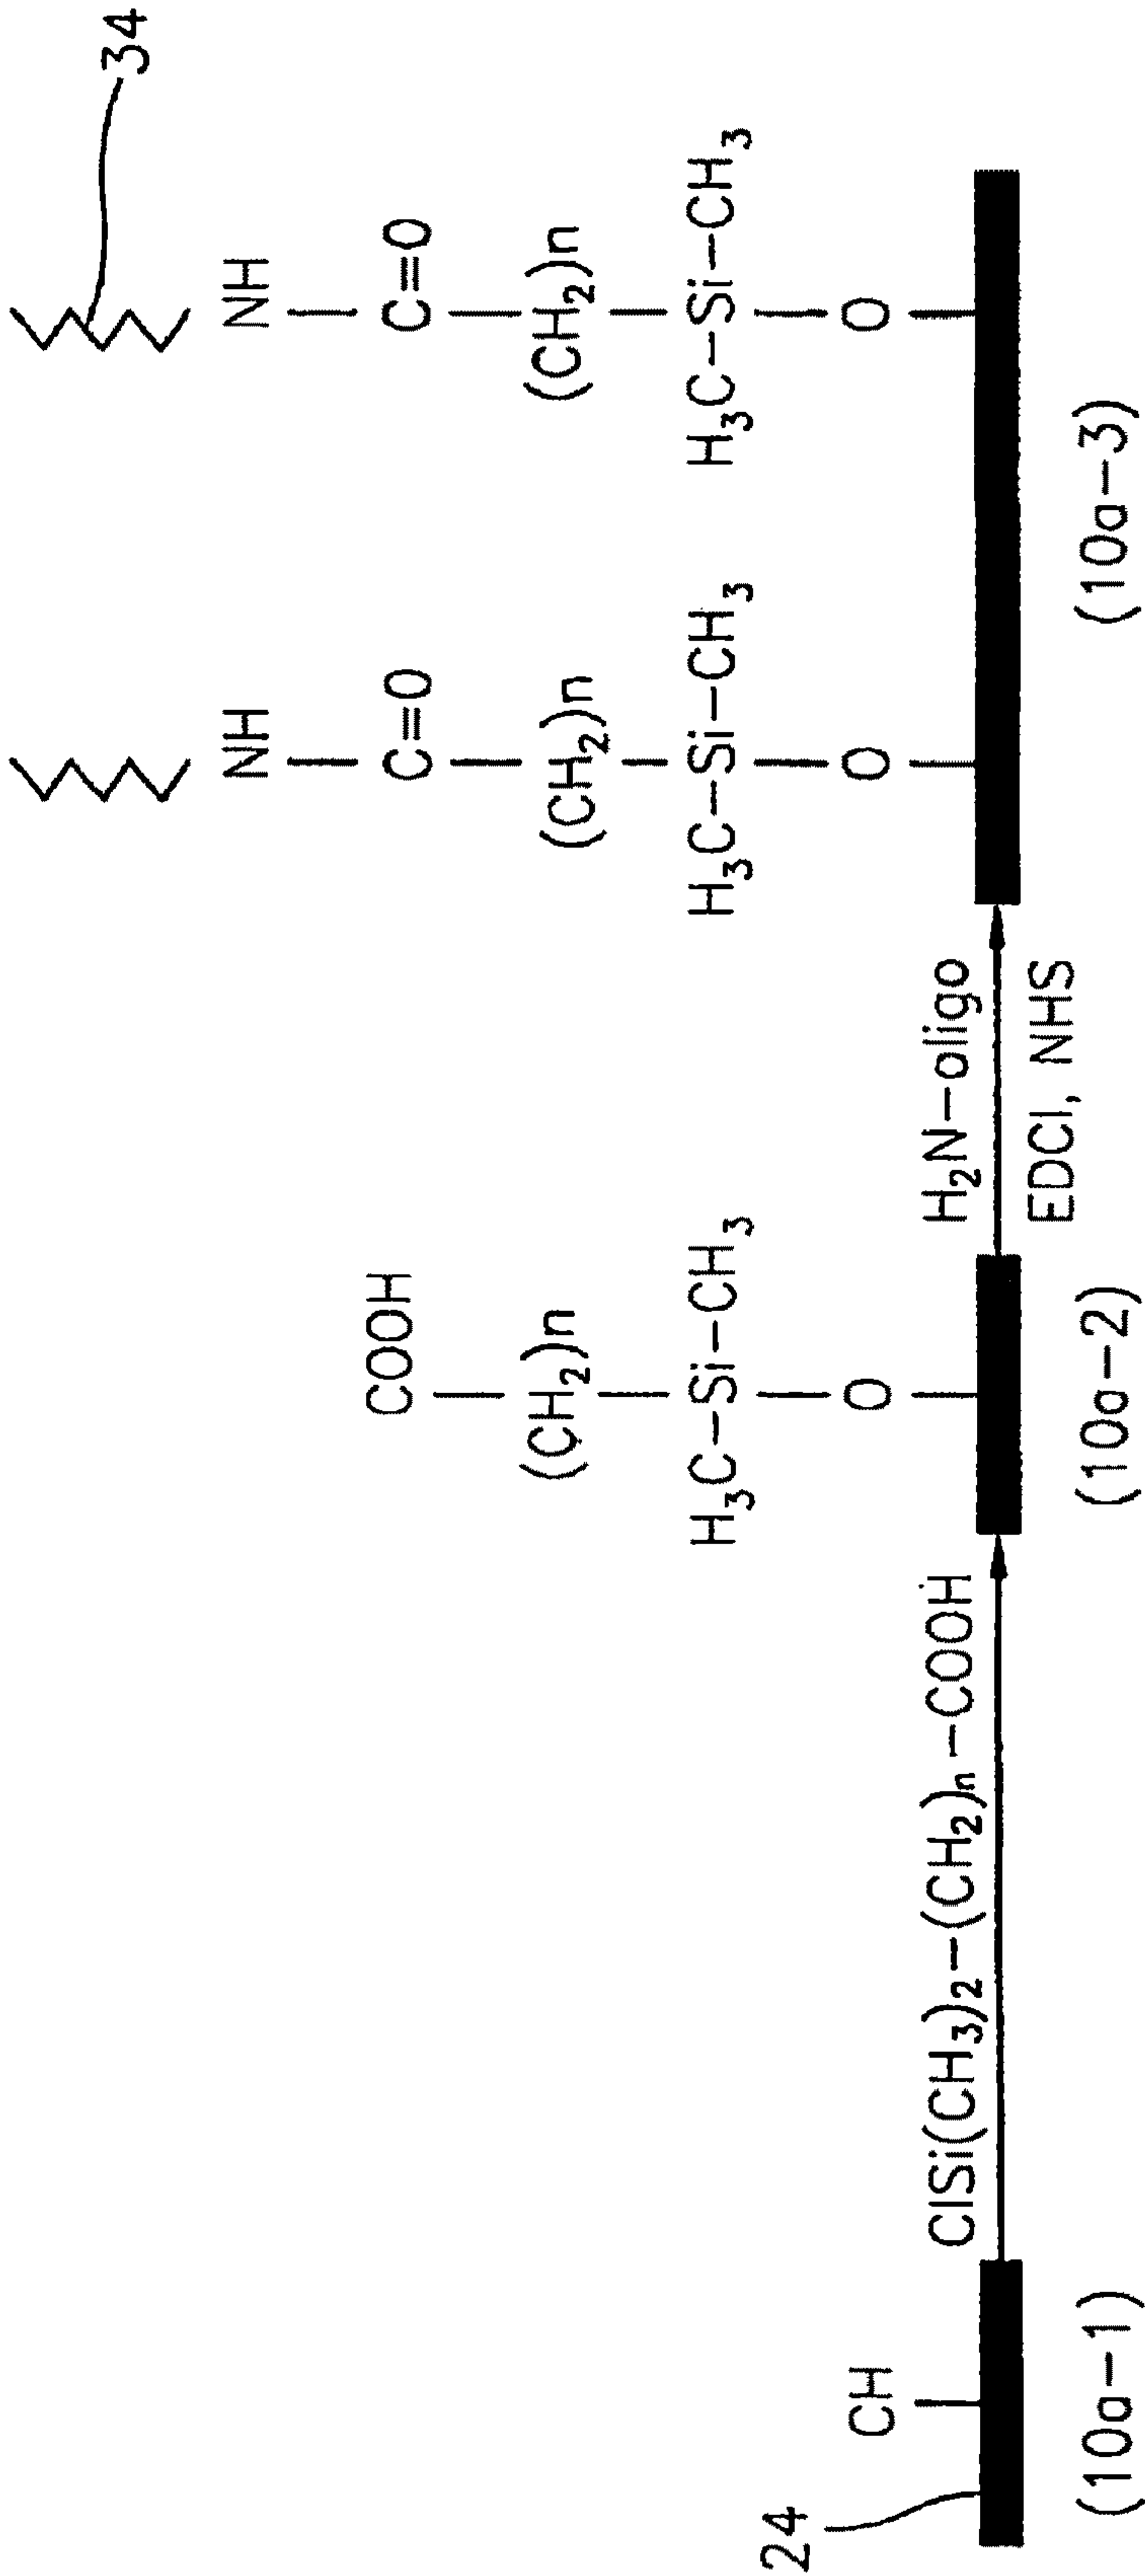 24
CH
(10a-1)
ClSi(CH₃)₂-(CH₂)ₙ-COOH
COOH
(CH₂)n
H₃C-Si-CH₃
O
(10a-2)
H₂N-oligo
EDCI, NHS
NH
C=O
(CH₂)n
H₃C-Si-CH₃
O
34
NH
C=O
(CH₂)n
H₃C-Si-CH₃
O
(10a-3)